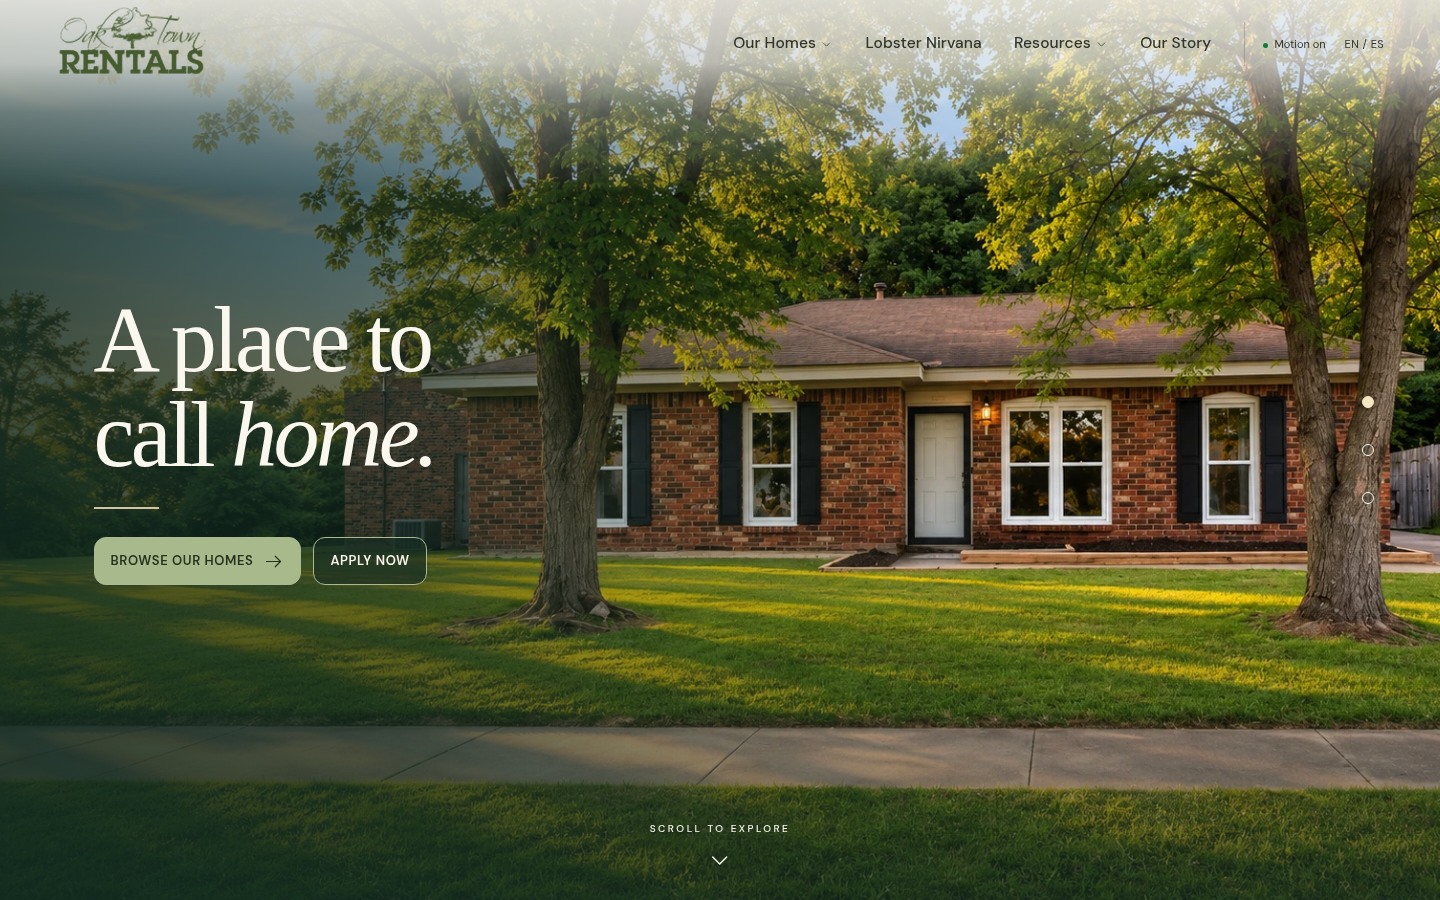 Oak Town
RENTALS
Our Homes
Lobster Nirvana
Resources
Our Story
Motion on
EN / ES
A place to
call home.
BROWSE OUR HOMES
APPLY NOW
SCROLL TO EXPLORE